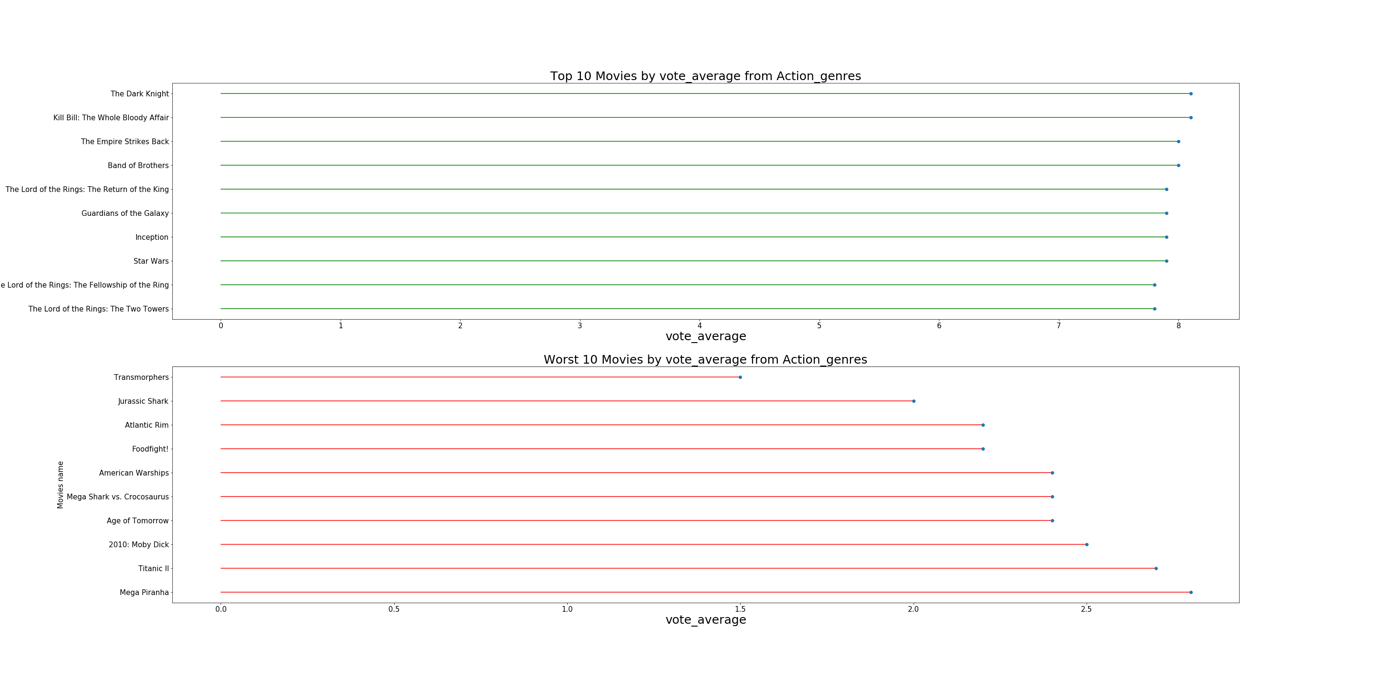 Top 10 Movies by vote_average from Action_genres
The Dark Knight
Kill Bill: The Whole Bloody Affair
The Empire Strikes Back
Band of Brothers
The Lord of the Rings: The Return of the King
Guardians of the Galaxy
Inception
Star Wars
e Lord of the Rings: The Fellowship of the Ring
The Lord of the Rings: The Two Towers
0 1 2 3 4 5 6 7 8
vote_average
Worst 10 Movies by vote_average from Action_genres
Movies name
Transmorphers
Jurassic Shark
Atlantic Rim
Foodfight!
American Warships
Mega Shark vs. Crocosaurus
Age of Tomorrow
2010: Moby Dick
Titanic II
Mega Piranha
0.0 0.5 1.0 1.5 2.0 2.5
vote_average